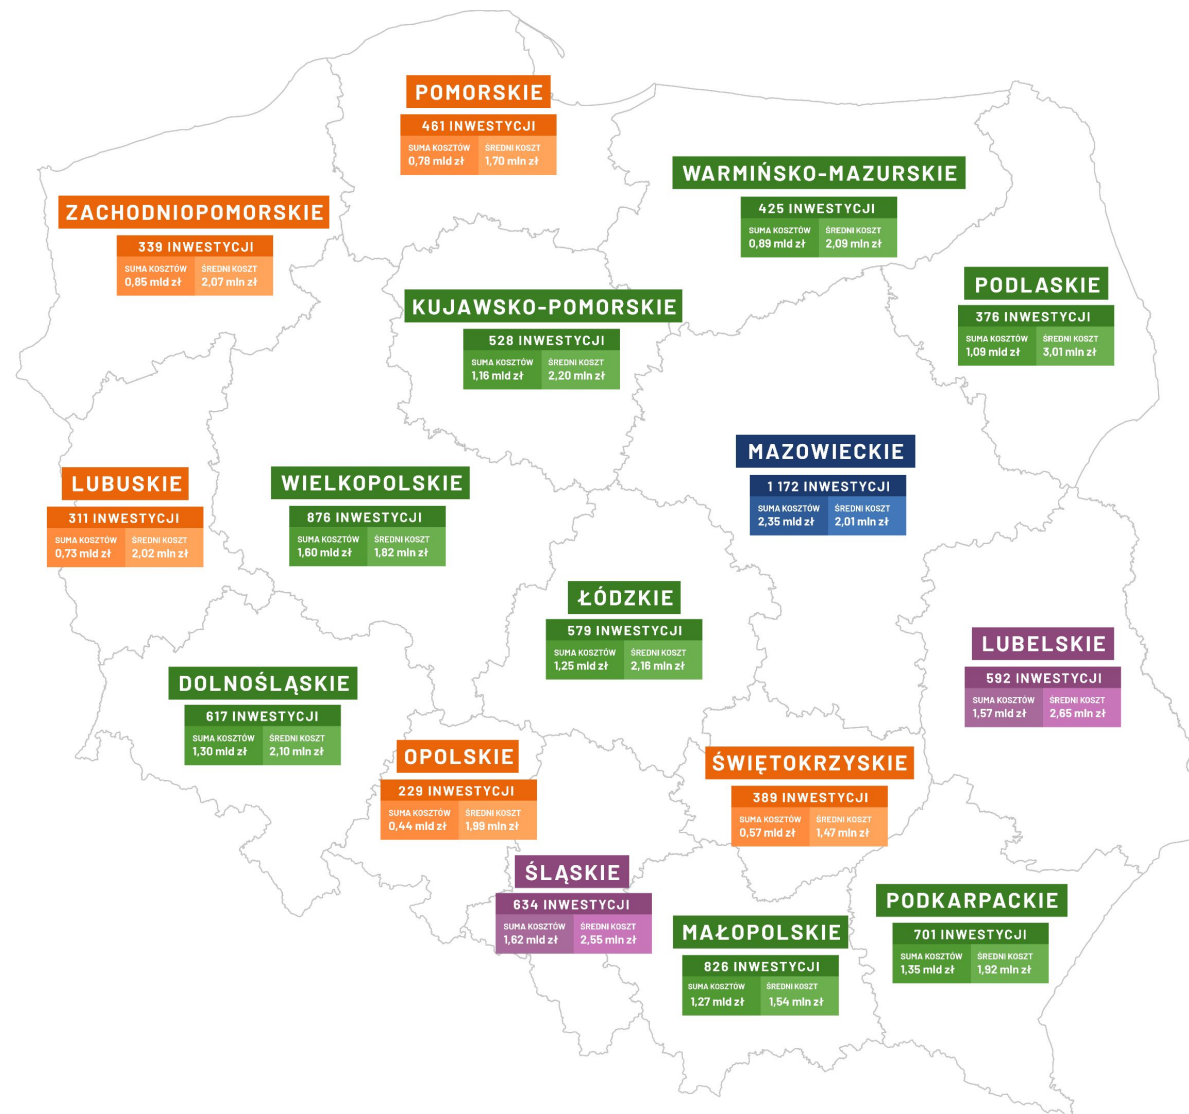 POMORSKIE
461 INWESTYCJI
SUMA KOSZTÓW ŚREDNI KOSZT
0,78 mld zł 1,70 mln zł
WARMIŃSKO-MAZURSKIE
425 INWESTYCJI
SUMA KOSZTÓW ŚREDNI KOSZT
0,89 mld zł 2,09 mln zł
ZACHODNIOPOMORSKIE
339 INWESTYCJI
SUMA KOSZTÓW ŚREDNI KOSZT
0,85 mld zł 2,07 mln zł
KUJAWSKO-POMORSKIE
528 INWESTYCJI
SUMA KOSZTÓW ŚREDNI KOSZT
1,16 mld zł 2,20 mln zł
PODLASKIE
376 INWESTYCJI
SUMA KOSZTÓW ŚREDNI KOSZT
1,09 mld zł 3,01 mln zł
LUBUSKIE
311 INWESTYCJI
SUMA KOSZTÓW ŚREDNI KOSZT
0,73 mld zł 2,02 mln zł
WIELKOPOLSKIE
876 INWESTYCJI
SUMA KOSZTÓW ŚREDNI KOSZT
1,60 mld zł 1,82 mln zł
MAZOWIECKIE
1 172 INWESTYCJI
SUMA KOSZTÓW ŚREDNI KOSZT
2,35 mld zł 2,01 mln zł
ŁÓDZKIE
579 INWESTYCJI
SUMA KOSZTÓW ŚREDNI KOSZT
1,25 mld zł 2,16 mln zł
LUBELSKIE
592 INWESTYCJI
SUMA KOSZTÓW ŚREDNI KOSZT
1,57 mld zł 2,65 mln zł
DOLNOŚLĄSKIE
617 INWESTYCJI
SUMA KOSZTÓW ŚREDNI KOSZT
1,30 mld zł 2,10 mln zł
OPOLSKIE
229 INWESTYCJI
SUMA KOSZTÓW ŚREDNI KOSZT
0,44 mld zł 1,99 mln zł
ŚWIĘTOKRZYSKIE
389 INWESTYCJI
SUMA KOSZTÓW ŚREDNI KOSZT
0,57 mld zł 1,47 mln zł
ŚLĄSKIE
634 INWESTYCJI
SUMA KOSZTÓW ŚREDNI KOSZT
1,62 mld zł 2,55 mln zł
MAŁOPOLSKIE
826 INWESTYCJI
SUMA KOSZTÓW ŚREDNI KOSZT
1,27 mld zł 1,54 mln zł
PODKARPACKIE
701 INWESTYCJI
SUMA KOSZTÓW ŚREDNI KOSZT
1,35 mld zł 1,92 mln zł